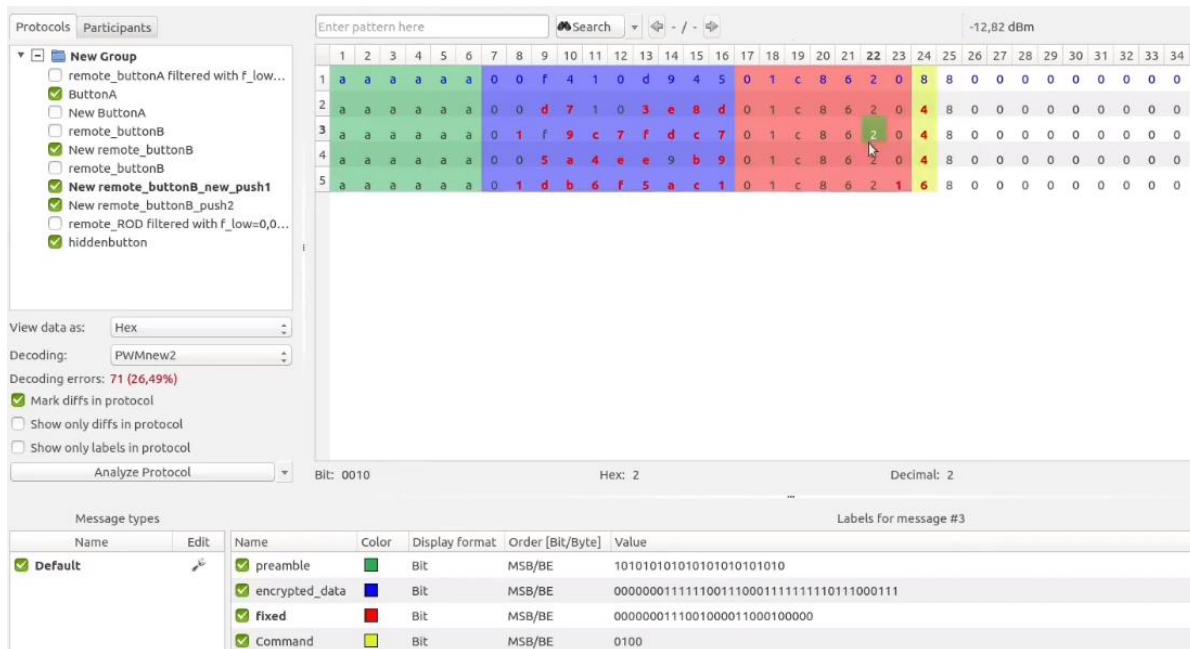 Protocols Participants
Enter pattern here Search - / - -12,82 dBm
New Group
remote_buttonA filtered with f_low...
ButtonA
New ButtonA
remote_buttonB
New remote_buttonB
remote_buttonB
New remote_buttonB_new_push1
New remote_buttonB_push2
remote_ROD filtered with f_low=0,0...
hiddenbutton
1 2 3 4 5 6 7 8 9 10 11 12 13 14 15 16 17 18 19 20 21 22 23 24 25 26 27 28 29 30 31 32 33 34
1 a a a a a a 0 0 f 4 1 0 d 9 4 5 0 1 c 8 6 2 0 8 8 0 0 0 0 0 0 0 0 0
2 a a a a a a 0 0 d 7 1 0 3 e 8 d 0 1 c 8 6 2 0 4 8 0 0 0 0 0 0 0 0 0
3 a a a a a a 0 1 f 9 c 7 f d c 7 0 1 c 8 6 2 0 4 8 0 0 0 0 0 0 0 0 0
4 a a a a a a 0 0 5 a 4 e e 9 b 9 0 1 c 8 6 2 0 4 8 0 0 0 0 0 0 0 0 0
5 a a a a a a 0 1 d b 6 f 5 a c 1 0 1 c 8 6 2 1 6 8 0 0 0 0 0 0 0 0 0
View data as: Hex
Decoding: PWMnew2
Decoding errors: 71 (26,49%)
Mark diffs in protocol
Show only diffs in protocol
Show only labels in protocol
Analyze Protocol
Bit: 0010 Hex: 2 Decimal: 2
Message types
Name Edit
Default
Labels for message #3
Name Color Display format Order [Bit/Byte] Value
preamble Bit MSB/BE 101010101010101010101010
encrypted_data Bit MSB/BE 0000000111111001110001111111110111000111
fixed Bit MSB/BE 0000000111001000011000100000
Command Bit MSB/BE 0100